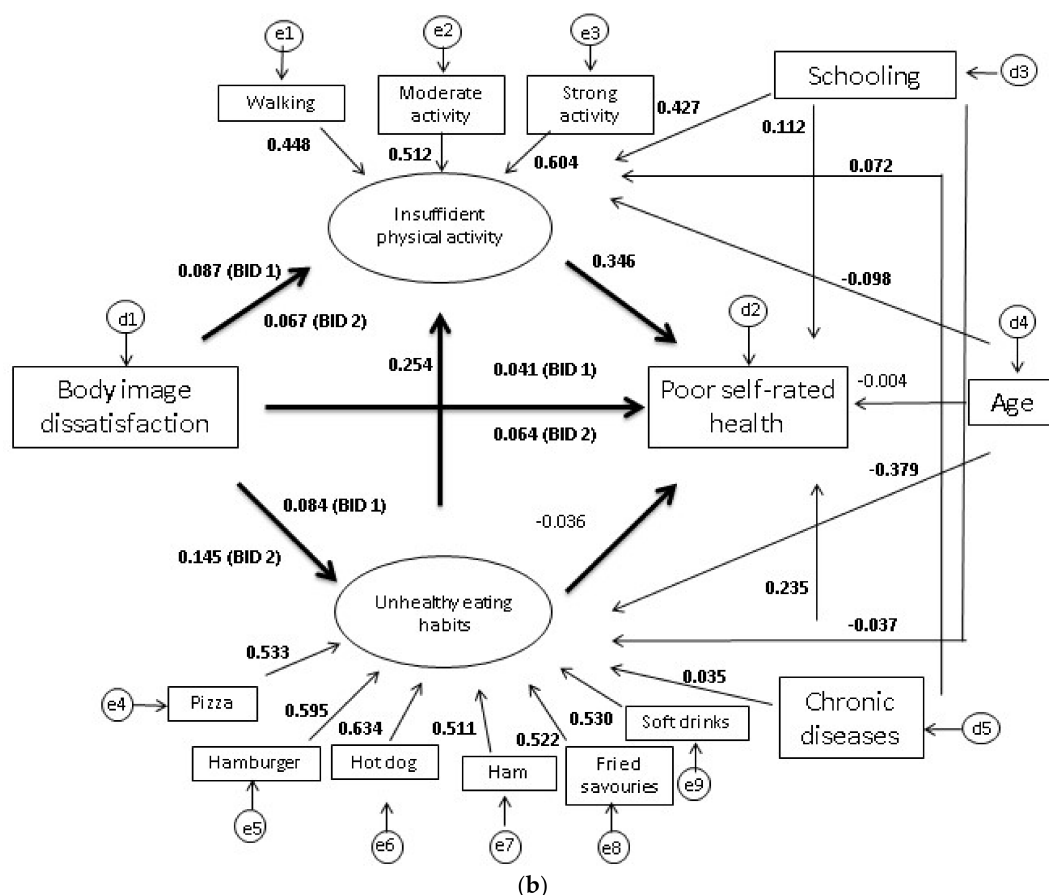 e1
e2
e3
Walking
Moderate
activity
Strong
activity
Schooling
d3
0.448
0.512
0.604
0.427
0.112
0.072
Insufficient
physical activity
0.087 (BID 1)
0.067 (BID 2)
0.346
-0.098
d1
d2
d4
Body image
dissatisfaction
0.254
0.041 (BID 1)
0.064 (BID 2)
Poor self-rated
health
-0.004
Age
-0.379
0.084 (BID 1)
0.145 (BID 2)
-0.036
0.235
-0.037
Unhealthy eating
habits
0.533
0.595
0.634
0.511
0.522
0.530
0.035
e4
Pizza
Hamburger
Hot dog
Ham
Fried
savouries
Soft drinks
Chronic
diseases
d5
e5
e6
e7
e8
e9
(b)